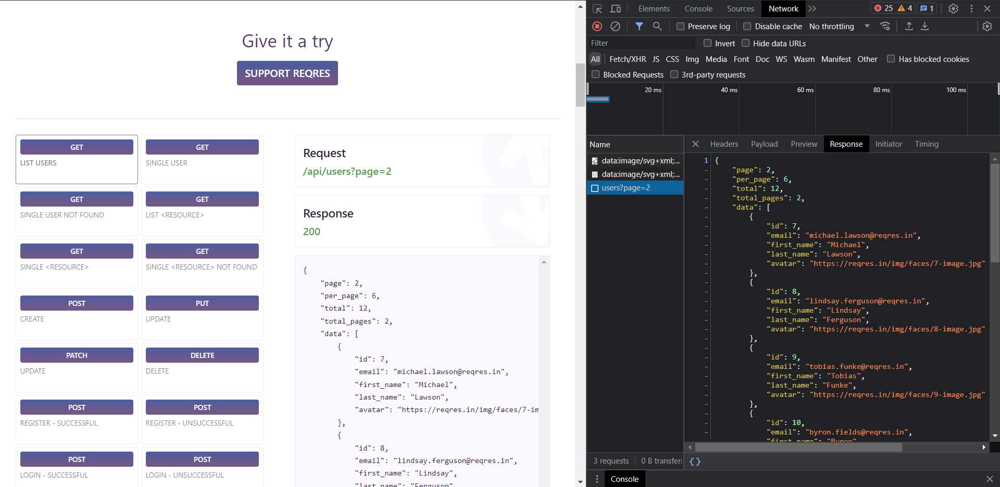 Give it a try
SUPPORT REQRES
GET
LIST USERS
GET
SINGLE USER
GET
SINGLE USER NOT FOUND
GET
LIST <RESOURCE>
GET
SINGLE <RESOURCE>
GET
SINGLE <RESOURCE> NOT FOUND
POST
CREATE
PUT
UPDATE
PATCH
UPDATE
DELETE
DELETE
POST
REGISTER - SUCCESSFUL
POST
REGISTER - UNSUCCESSFUL
POST
LOGIN - SUCCESSFUL
POST
LOGIN - UNSUCCESSFUL
Request
/api/users?page=2
Response
200
{
"page": 2,
"per_page": 6,
"total": 12,
"total_pages": 2,
"data": [
{
"id": 7,
"email": "michael.lawson@reqres.in",
"first_name": "Michael",
"last_name": "Lawson",
"avatar": "https://reqres.in/img/faces/7-im
},
{
"id": 8,
"email": "lindsay.ferguson@reqres.in",
"first_name": "Lindsay",
"last_name": "Ferguson"
Elements Console Sources Network 25 4 1
Preserve log Disable cache No throttling
Filter Invert Hide data URLs
All Fetch/XHR JS CSS Img Media Font Doc WS Wasm Manifest Other Has blocked cookies
Blocked Requests 3rd-party requests
20 ms 40 ms 60 ms 80 ms 100 ms
Name
data:image/svg+xml;...
data:image/svg+xml;...
users?page=2
3 requests 0 B transfer
Headers Payload Preview Response Initiator Timing
1 {
- "page": 2,
- "per_page": 6,
- "total": 12,
- "total_pages": 2,
- "data": [
- {
- "id": 7,
- "email": "michael.lawson@reqres.in",
- "first_name": "Michael",
- "last_name": "Lawson",
- "avatar": "https://reqres.in/img/faces/7-image.jpg"
- },
- {
- "id": 8,
- "email": "lindsay.ferguson@reqres.in",
- "first_name": "Lindsay",
- "last_name": "Ferguson",
- "avatar": "https://reqres.in/img/faces/8-image.jpg"
- },
- {
- "id": 9,
- "email": "tobias.funke@reqres.in",
- "first_name": "Tobias",
- "last_name": "Funke",
- "avatar": "https://reqres.in/img/faces/9-image.jpg"
- },
- {
- "id": 10,
- "email": "byron.fields@reqres.in",
- "first_name": "Byron"
{}
Console